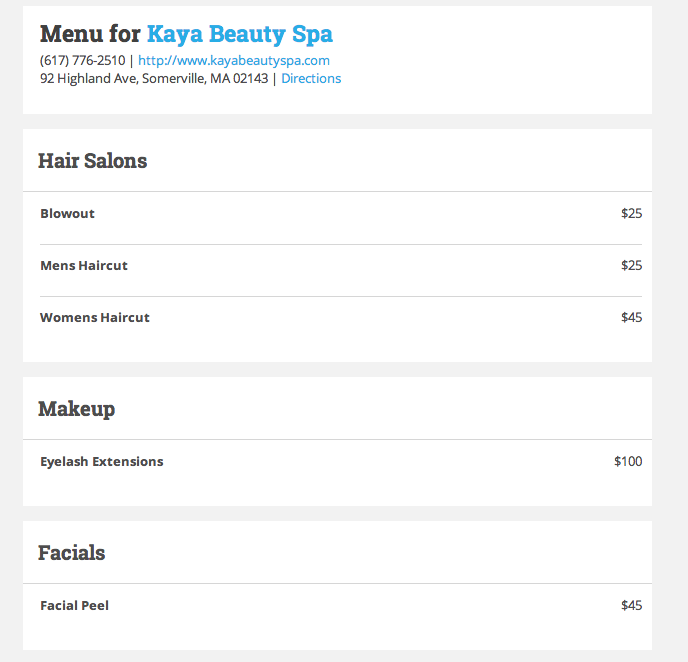 Menu for Kaya Beauty Spa
(617) 776-2510 | http://www.kayabeautyspa.com
92 Highland Ave, Somerville, MA 02143 | Directions
Hair Salons
Blowout $25
Mens Haircut $25
Womens Haircut $45
Makeup
Eyelash Extensions $100
Facials
Facial Peel $45